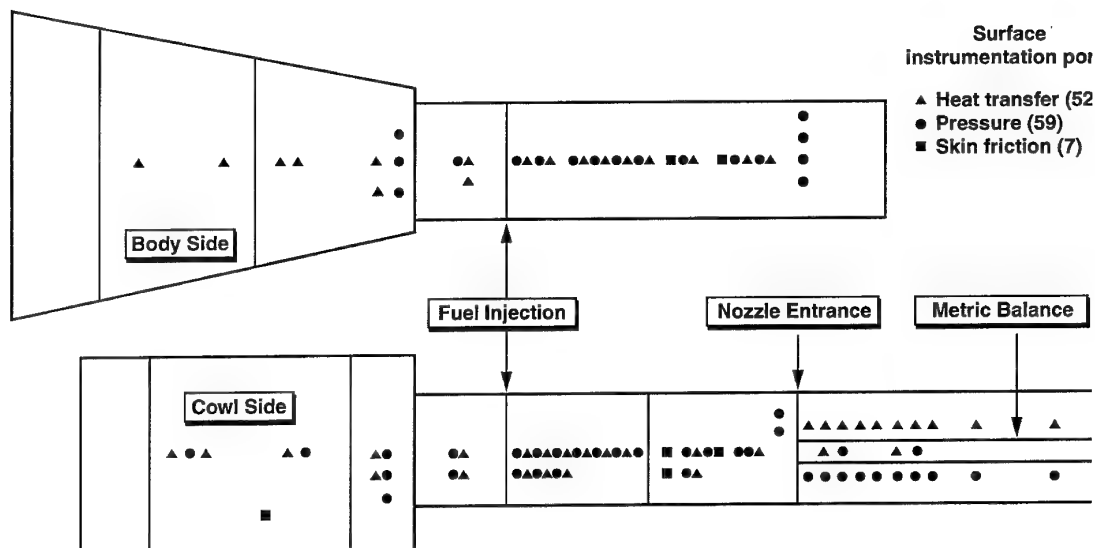 Surface
instrumentation por
Heat transfer (52
Pressure (59)
Skin friction (7)
Body Side
Fuel Injection
Nozzle Entrance
Metric Balance
Cowl Side